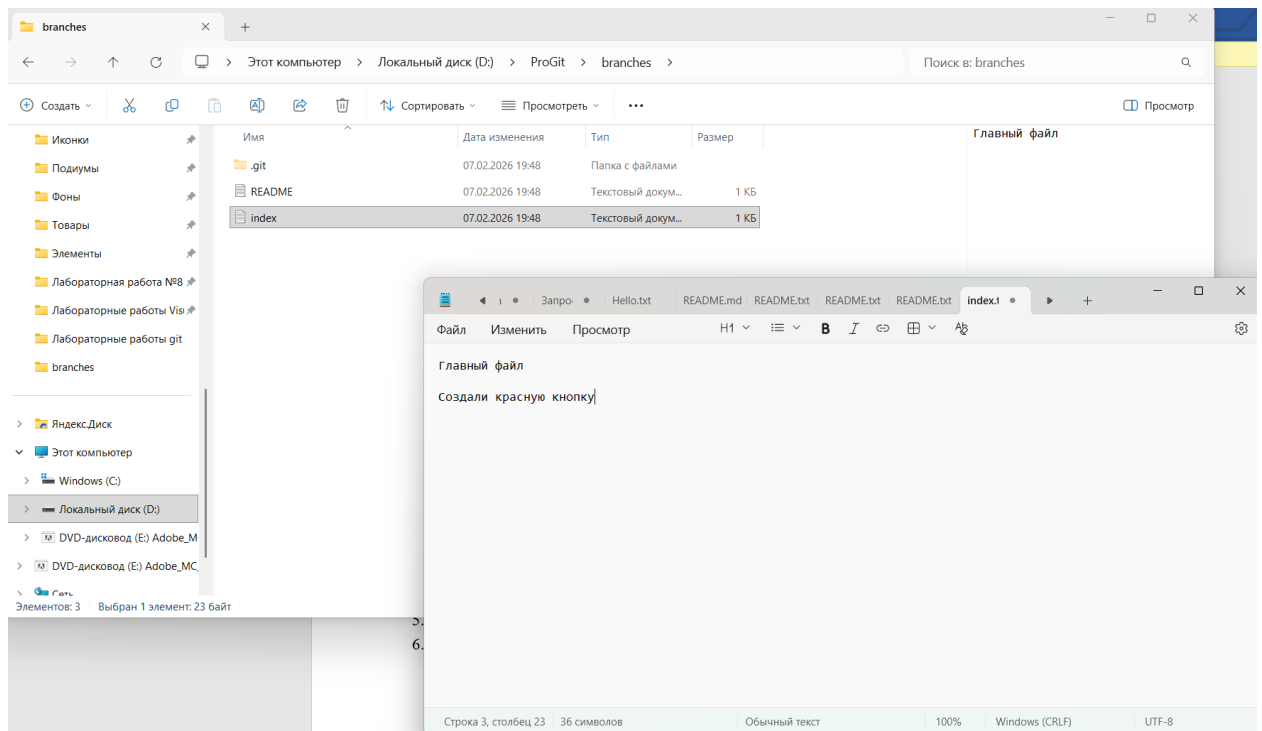 branches
Этот компьютер > Локальный диск (D:) > ProGit > branches >
Поиск в: branches
Создать
Сортировать
Просмотреть
Просмотр
Иконки
Подиумы
Фоны
Товары
Элементы
Лабораторная работа №8
Лабораторные работы Vis
Лабораторные работы git
branches
Яндекс.Диск
Этот компьютер
Windows (C:)
Локальный диск (D:)
DVD-дисковод (E:) Adobe_M
DVD-дисковод (E:) Adobe_MC
Сеть
Элементов: 3 Выбран 1 элемент: 23 байт
Имя Дата изменения Тип Размер
.git 07.02.2026 19:48 Папка с файлами
README 07.02.2026 19:48 Текстовый докум... 1 КБ
index 07.02.2026 19:48 Текстовый докум... 1 КБ
Главный файл
5.
6.
Запро Hello.txt README.md README.txt README.txt README.txt index.t
Файл Изменить Просмотр H1 B I
Главный файл
Создали красную кнопку
Строка 3, столбец 23 36 символов Обычный текст 100% Windows (CRLF) UTF-8